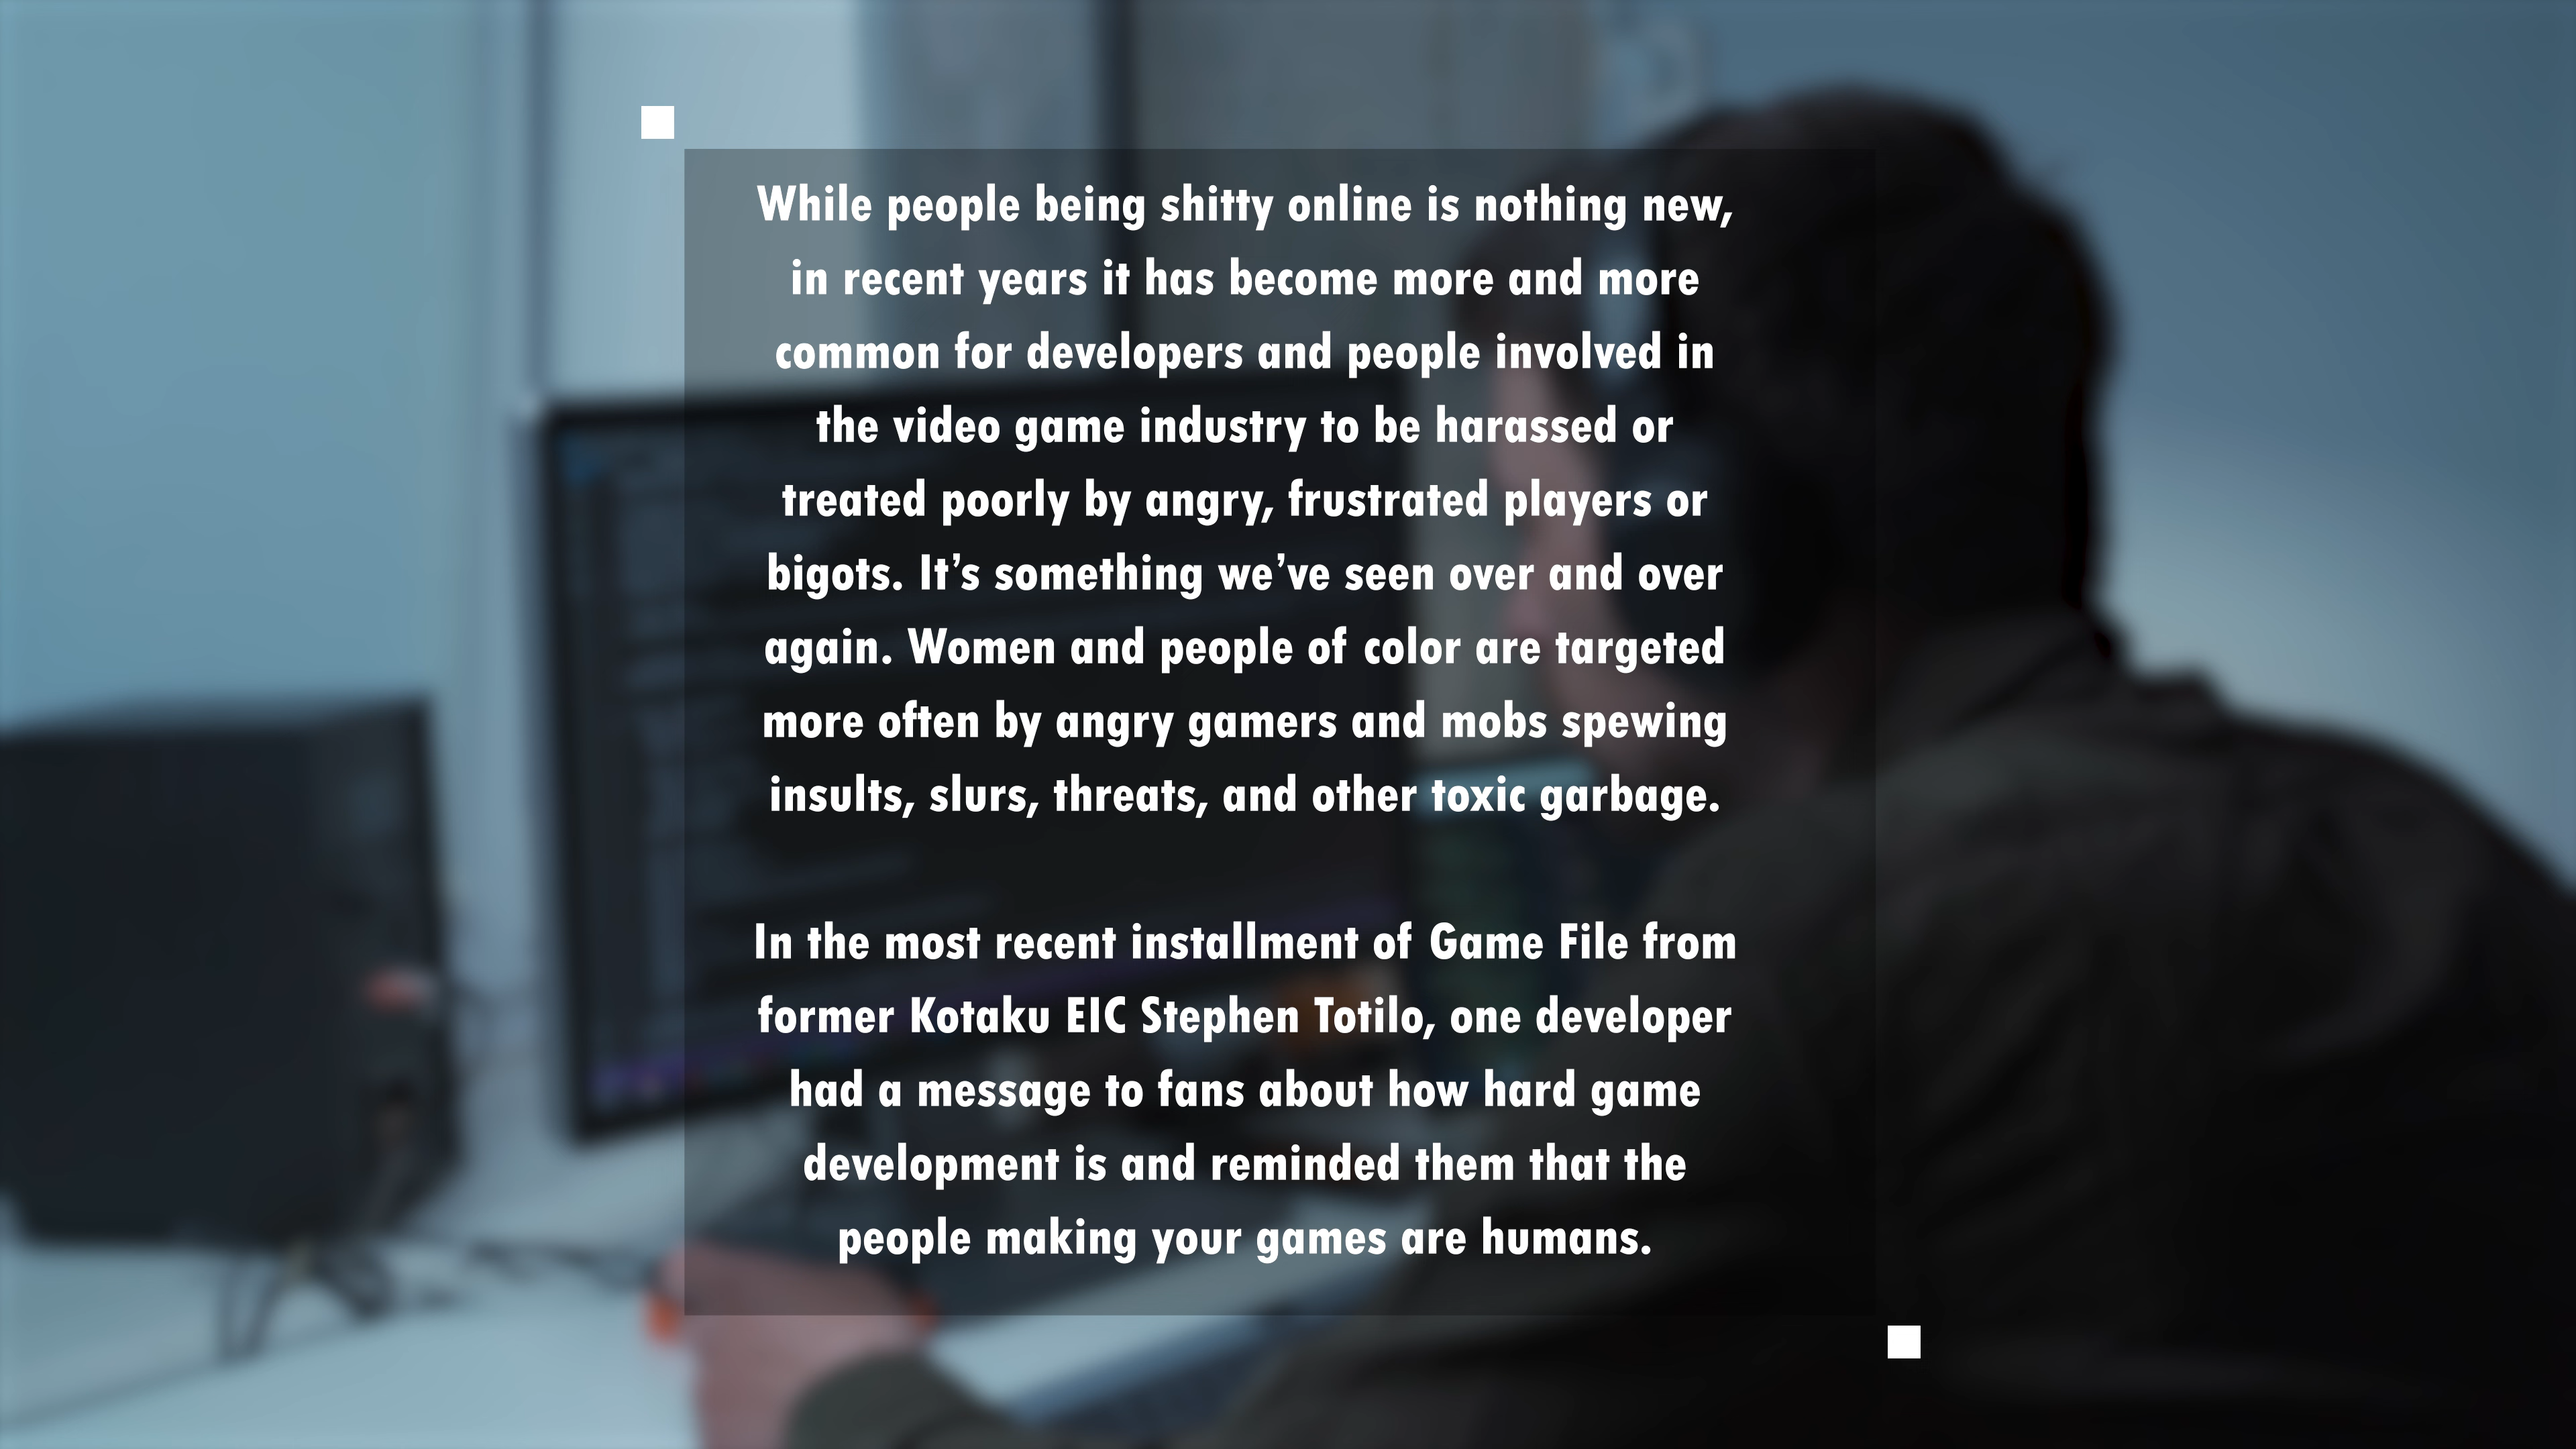 While people being shitty online is nothing new,
in recent years it has become more and more
common for developers and people involved in
the video game industry to be harassed or
treated poorly by angry, frustrated players or
bigots. It’s something we’ve seen over and over
again. Women and people of color are targeted
more often by angry gamers and mobs spewing
insults, slurs, threats, and other toxic garbage.
In the most recent installment of Game File from
former Kotaku EIC Stephen Totilo, one developer
had a message to fans about how hard game
development is and reminded them that the
people making your games are humans.